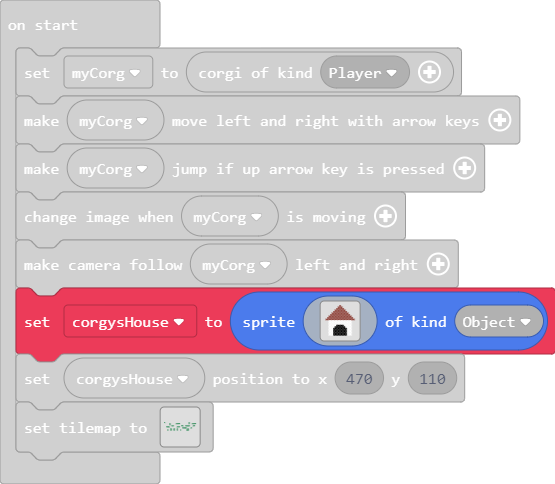 on start
set myCorg to corgi of kind Player
make myCorg move left and right with arrow keys
make myCorg jump if up arrow key is pressed
change image when myCorg is moving
make camera follow myCorg left and right
set corgysHouse to sprite of kind Object
set corgysHouse position to x 470 y 110
set tilemap to